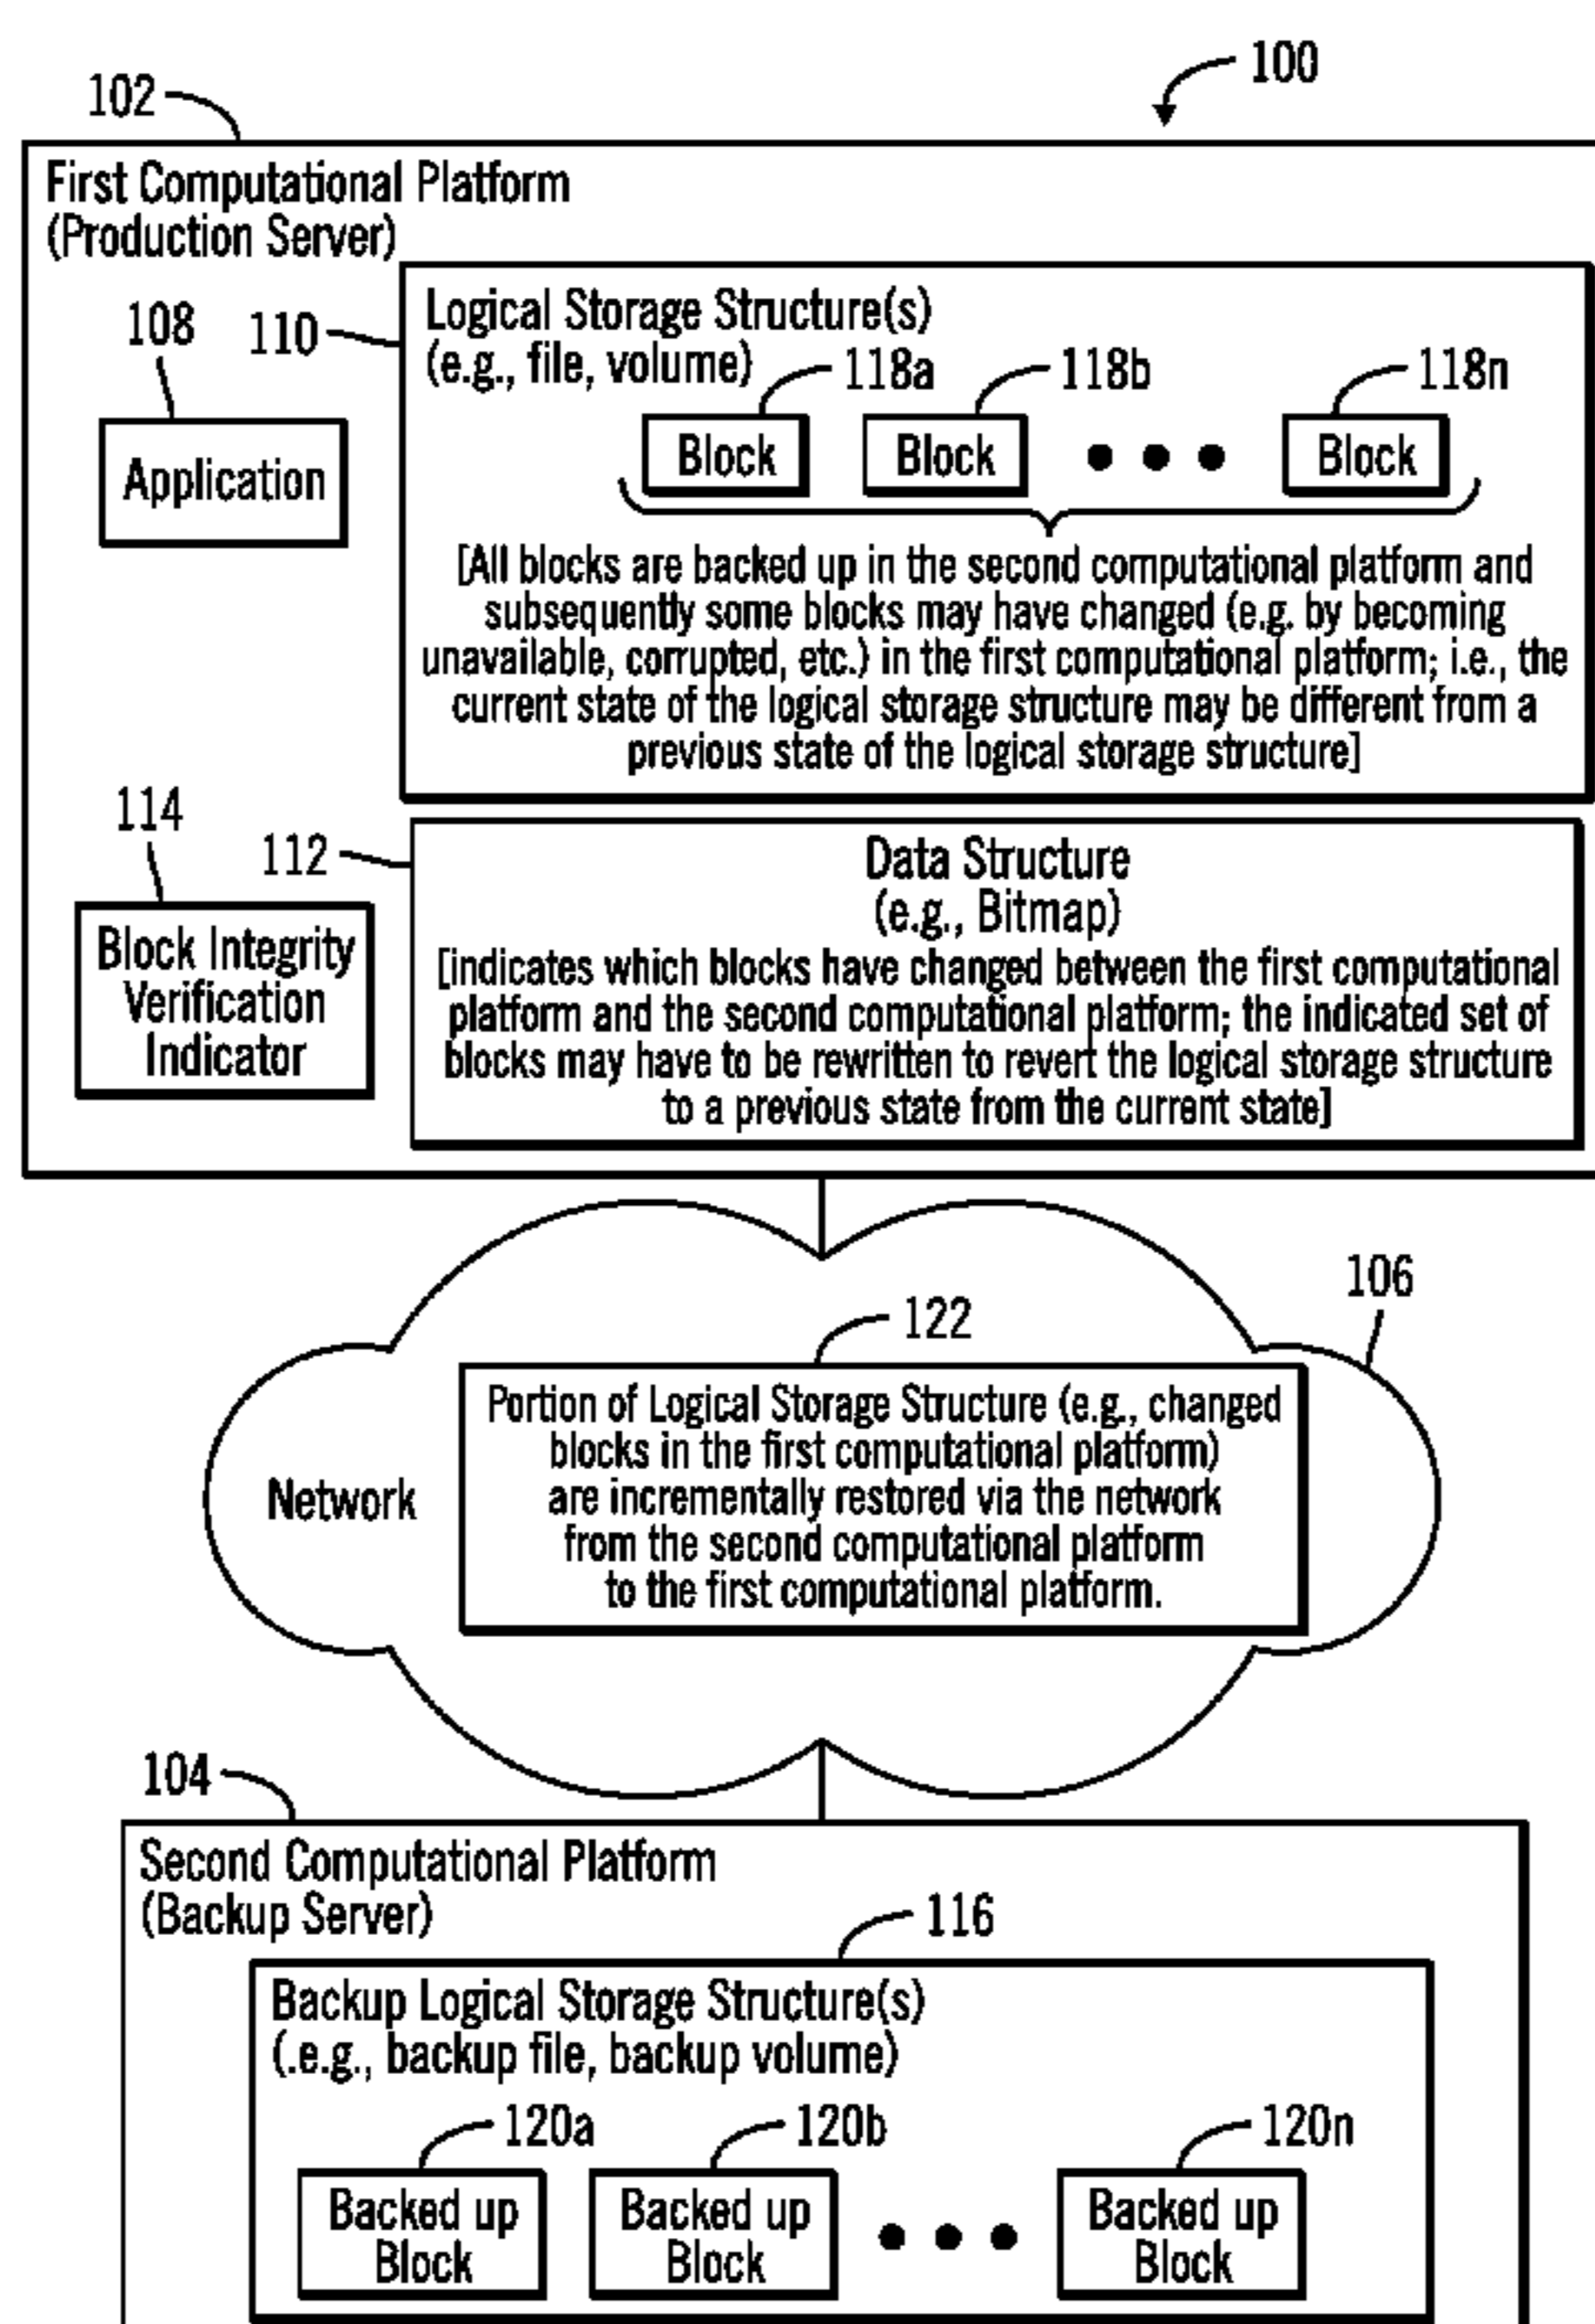 100
102
First Computational Platform
(Production Server)
108
110
Logical Storage Structure(s)
(e.g., file, volume)
118a
118b
118n
Application
Block
Block
Block
[All blocks are backed up in the second computational platform and
subsequently some blocks may have changed (e.g. by becoming
unavailable, corrupted, etc.) in the first computational platform; i.e., the
current state of the logical storage structure may be different from a
previous state of the logical storage structure]
114
112
Data Structure
(e.g., Bitmap)
Block Integrity
Verification
Indicator
[indicates which blocks have changed between the first computational
platform and the second computational platform; the indicated set of
blocks may have to be rewritten to revert the logical storage structure
to a previous state from the current state]
106
122
Network
Portion of Logical Storage Structure (e.g., changed
blocks in the first computational platform)
are incrementally restored via the network
from the second computational platform
to the first computational platform.
104
Second Computational Platform
(Backup Server)
116
Backup Logical Storage Structure(s)
(.e.g., backup file, backup volume)
120a
120b
120n
Backed up
Block
Backed up
Block
Backed up
Block